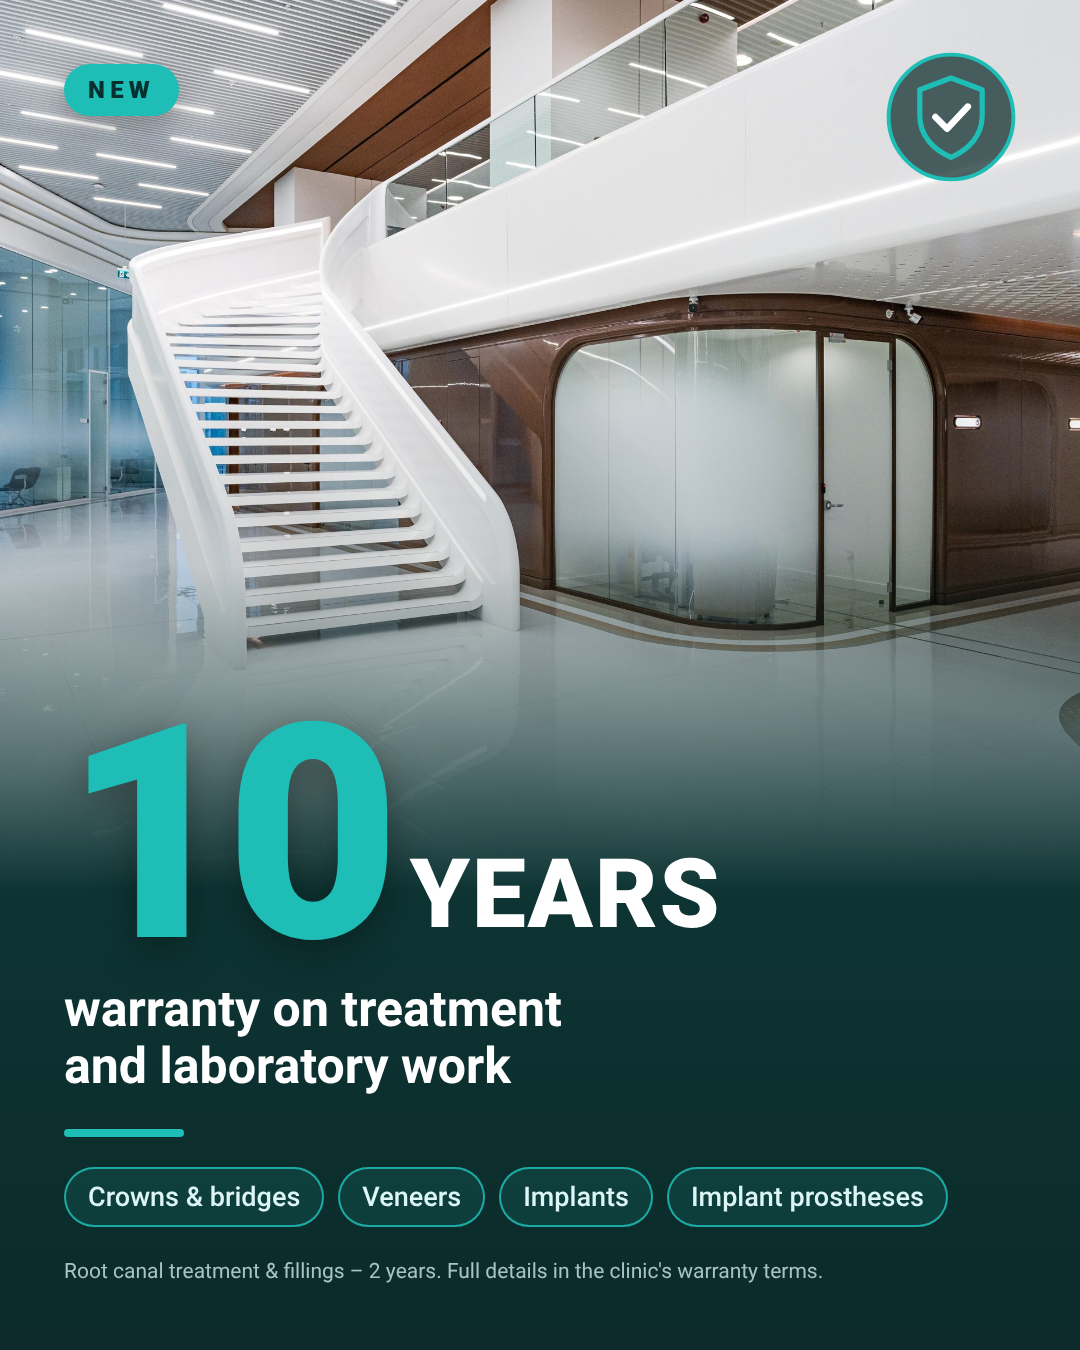 NEW
10 YEARS
warranty on treatment
and laboratory work
Crowns & bridges
Veneers
Implants
Implant prostheses
Root canal treatment & fillings – 2 years. Full details in the clinic's warranty terms.